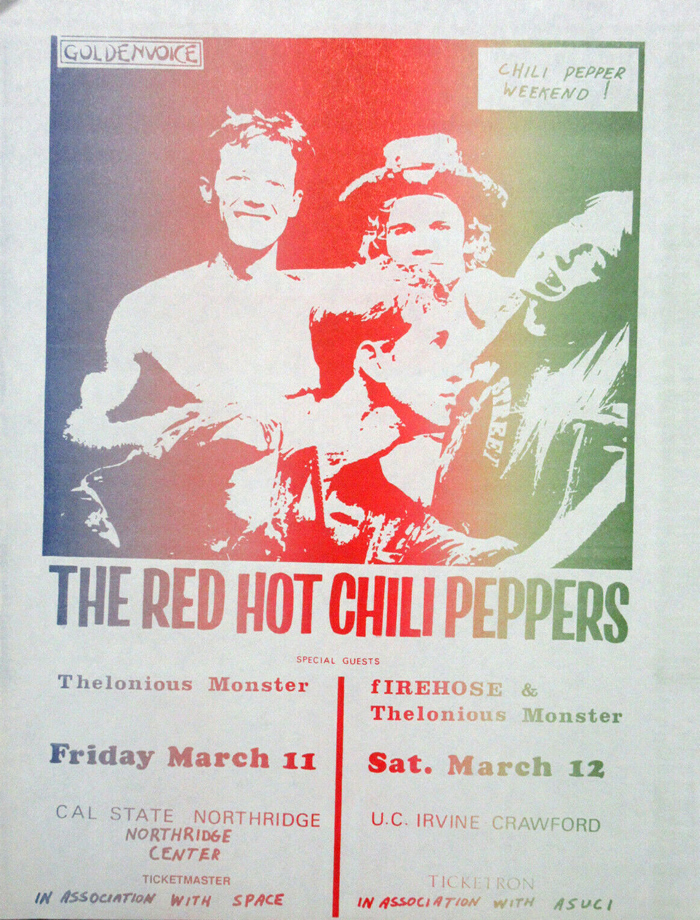 GOLDENVOICE
CHILI PEPPER
WEEKEND!
THE RED HOT CHILI PEPPERS
SPECIAL GUESTS
Thelonious Monster
Friday March 11
CAL STATE NORTHRIDGE
NORTHRIDGE
CENTER
TICKETMASTER
IN ASSOCIATION WITH SPACE
fIREHOSE &
Thelonious Monster
Sat. March 12
U.C. IRVINE CRAWFORD
TICKETRON
IN ASSOCIATION WITH ASUCI